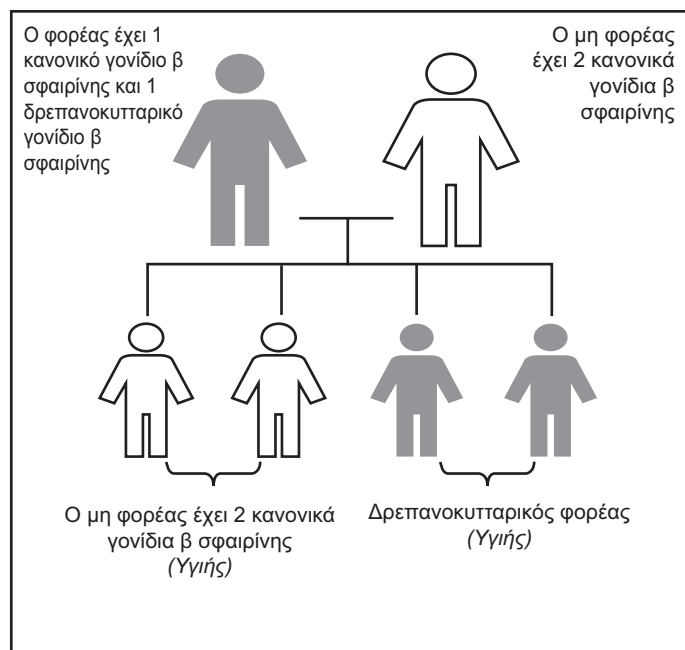 Ο φορέας έχει 1
κανονικό γονίδιο β
σφαιρίνης και 1
δρεπανοκυτταρικό
γονίδιο β
σφαιρίνης
Ο μη φορέας
έχει 2 κανονικά
γονίδια β
σφαιρίνης
Ο μη φορέας έχει 2 κανονικά
γονίδια β σφαιρίνης
(Υγιής)
Δρεπανοκυτταρικός φορέας
(Υγιής)